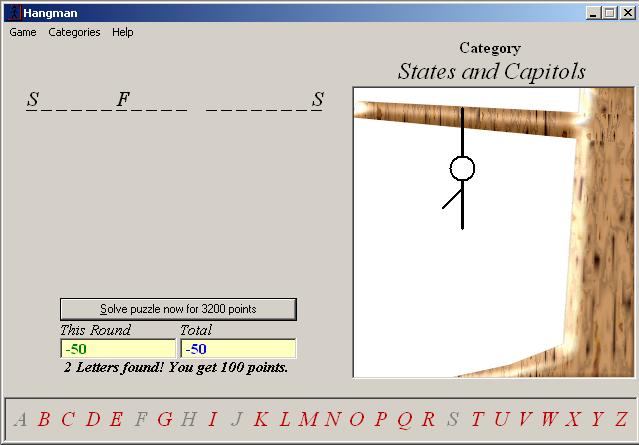 Hangman
Game Categories Help
Category
States and Capitols
S _ _ _ _ _ F _ _ _ _   _ _ _ _ _ _ _ S
Solve puzzle now for 3200 points
This Round Total
-50 -50
2 Letters found! You get 100 points.
A B C D E F G H I J K L M N O P Q R S T U V W X Y Z